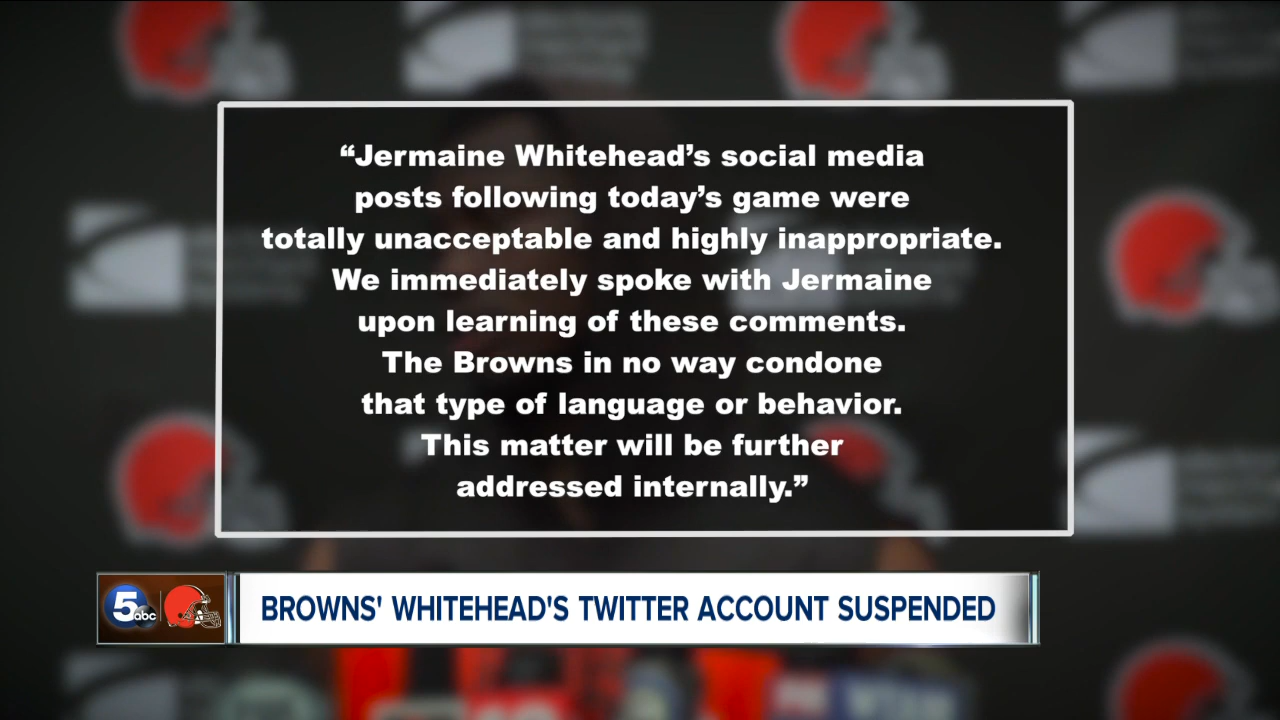 “Jermaine Whitehead’s social media
posts following today’s game were
totally unacceptable and highly inappropriate.
We immediately spoke with Jermaine
upon learning of these comments.
The Browns in no way condone
that type of language or behavior.
This matter will be further
addressed internally.”
5 abc
BROWNS' WHITEHEAD'S TWITTER ACCOUNT SUSPENDED